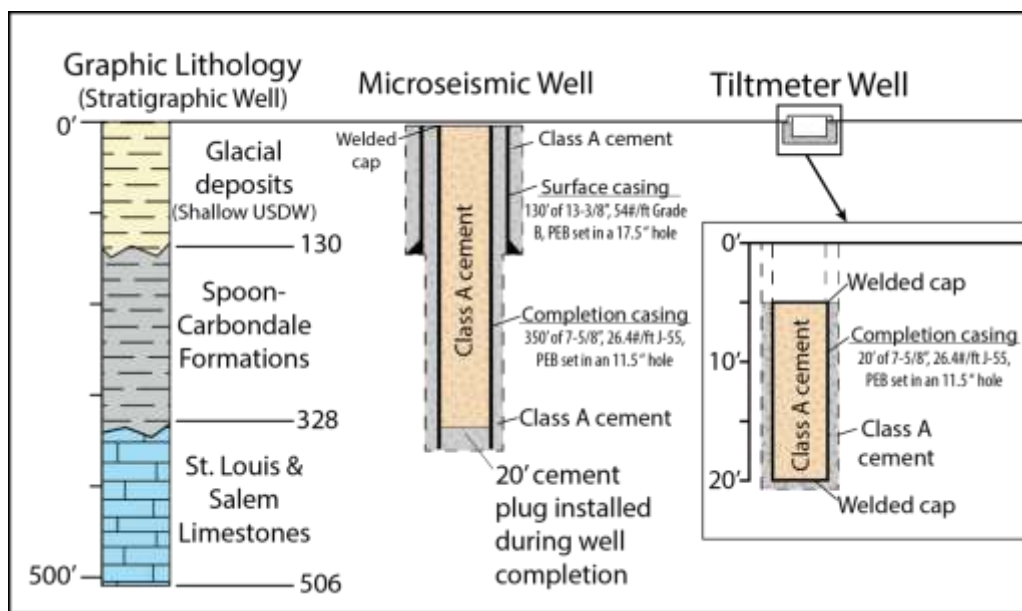 Graphic Lithology
(Stratigraphic Well)
0'
Glacial
deposits
(Shallow USDW)
130
Spoon-
Carbondale
Formations
328
St. Louis &
Salem
Limestones
500'
506
Microseismic Well
Welded
cap
Class A cement
Surface casing
130' of 13-3/8", 54#/ft Grade
B, PEB set in a 17.5" hole
Class A cement
Completion casing
350' of 7-5/8", 26.4#/ft J-55,
PEB set in an 11.5" hole
Class A cement
20' cement
plug installed
during well
completion
Tiltmeter Well
0'
10'
20'
Welded cap
Completion casing
20' of 7-5/8", 26.4#/ft J-55,
PEB set in an 11.5" hole
Class A cement
Class A
cement
Welded cap